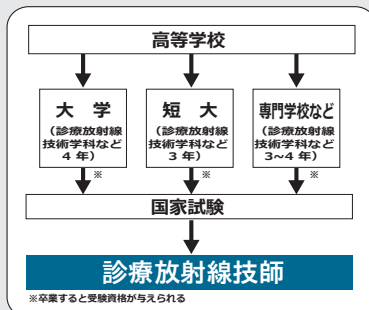 高等学校
大学
（診療放射線
技術学科など
4年）
短大
（診療放射線
技術学科など
3年）
専門学校など
（診療放射線
技術学科など
3~4年）
※
※
※
国家試験
診療放射線技師
※卒業すると受験資格が与えられる